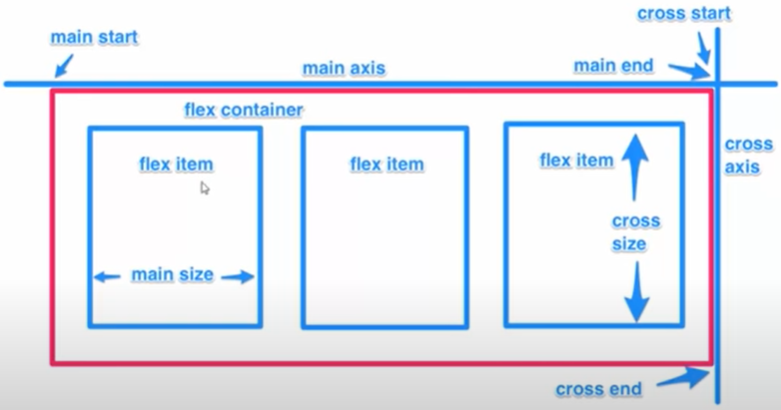 cross start
main start
main axis
main end
flex container
cross
axis
flex item
flex item
flex item
cross
size
main size
cross end